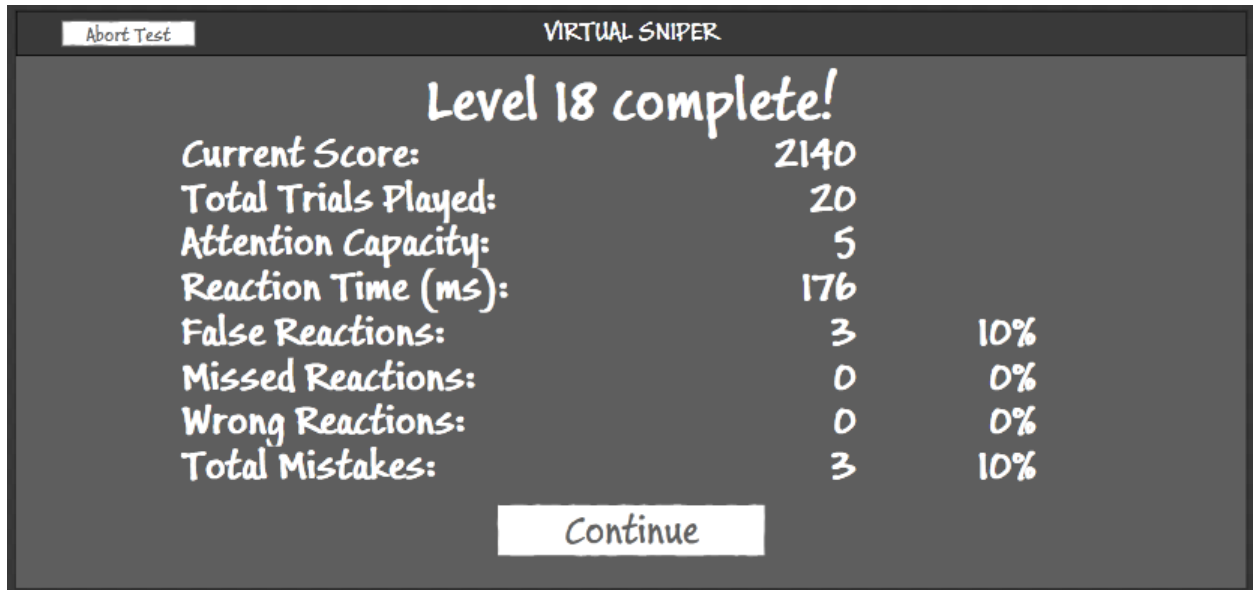 Abort Test
VIRTUAL SNIPER
Level 18 complete!
Current Score: 2140
Total Trials Played: 20
Attention Capacity: 5
Reaction Time (ms): 176
False Reactions: 3 10%
Missed Reactions: 0 0%
Wrong Reactions: 0 0%
Total Mistakes: 3 10%
Continue